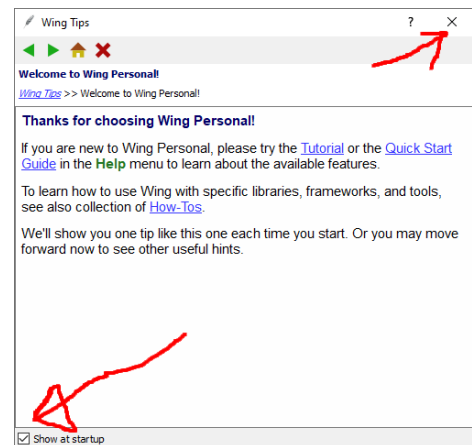 Wing Tips ?
Welcome to Wing Personal!
Wing Tips >> Welcome to Wing Personal!
Thanks for choosing Wing Personal!
If you are new to Wing Personal, please try the Tutorial or the Quick Start
Guide in the Help menu to learn about the available features.
To learn how to use Wing with specific libraries, frameworks, and tools,
see also collection of How-Tos.
We'll show you one tip like this one each time you start. Or you may move
forward now to see other useful hints.
Show at startup